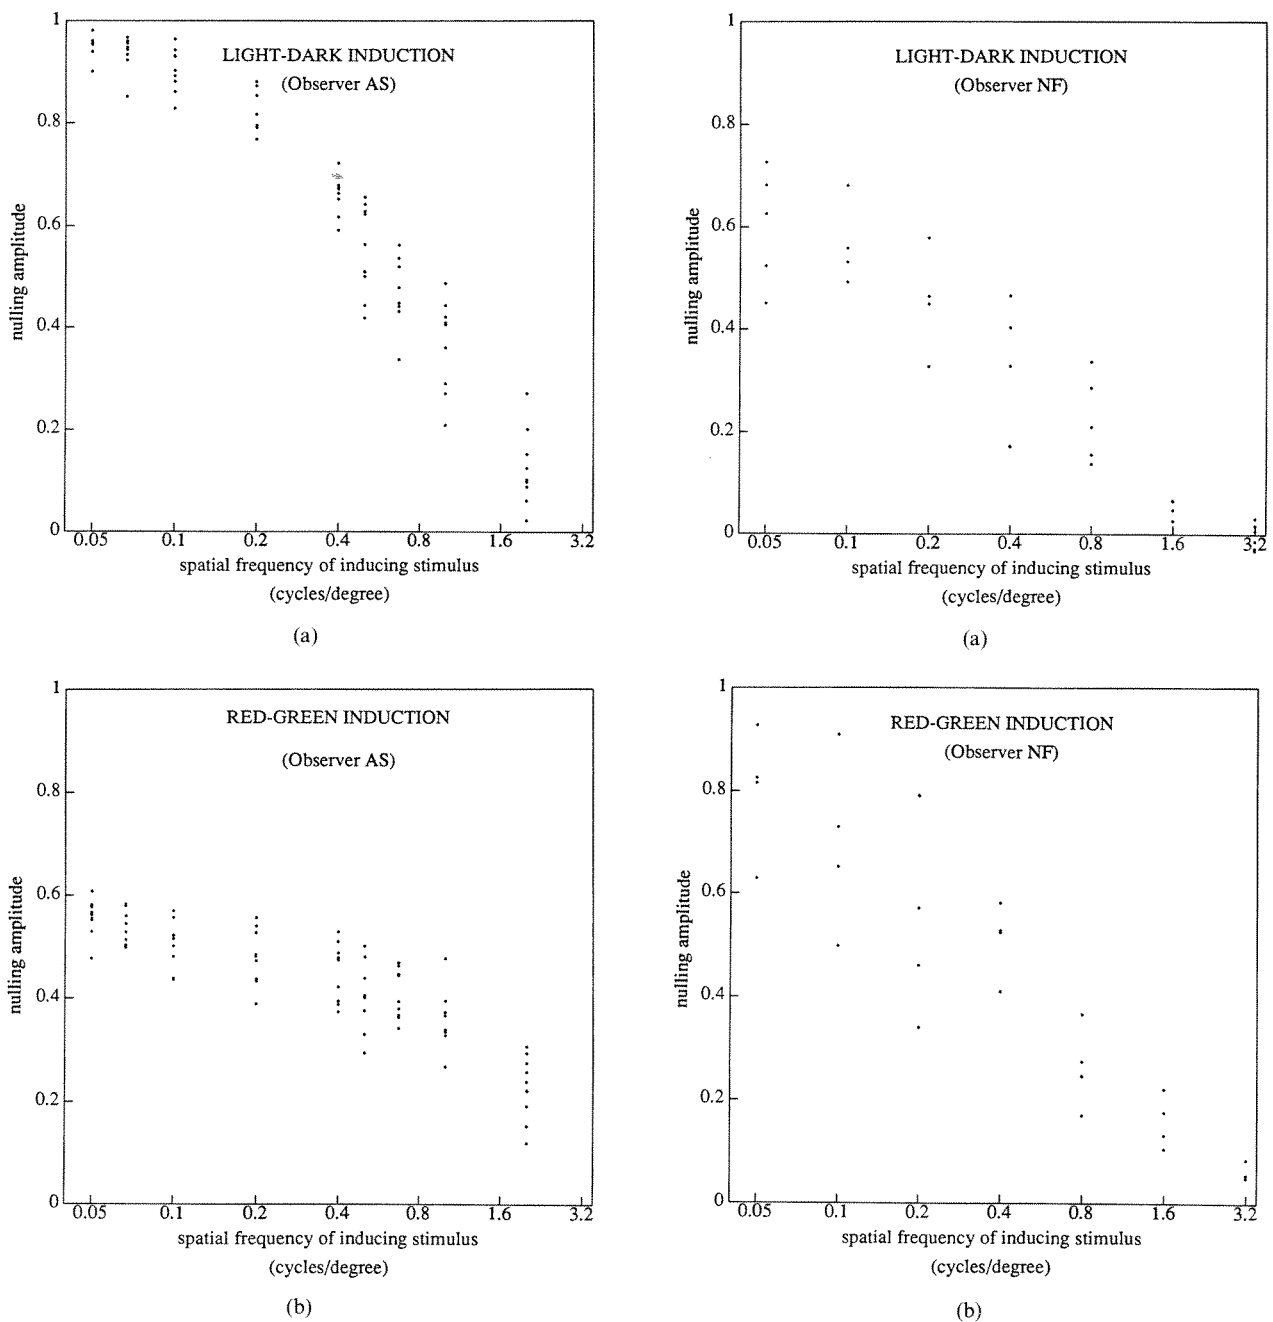 1
LIGHT-DARK INDUCTION
(Observer AS)
0.8
0.6
0.4
0.2
0
nulling amplitude
0.05 0.1 0.2 0.4 0.8 1.6 3.2
spatial frequency of inducing stimulus
(cycles/degree)
(a)
1
LIGHT-DARK INDUCTION
(Observer NF)
0.8
0.6
0.4
0.2
0
nulling amplitude
0.05 0.1 0.2 0.4 0.8 1.6 3.2
spatial frequency of inducing stimulus
(cycles/degree)
(a)
1
RED-GREEN INDUCTION
(Observer AS)
0.8
0.6
0.4
0.2
0
nulling amplitude
0.05 0.1 0.2 0.4 0.8 1.6 3.2
spatial frequency of inducing stimulus
(cycles/degree)
(b)
1
RED-GREEN INDUCTION
(Observer NF)
0.8
0.6
0.4
0.2
0
nulling amplitude
0.05 0.1 0.2 0.4 0.8 1.6 3.2
spatial frequency of inducing stimulus
(cycles/degree)
(b)